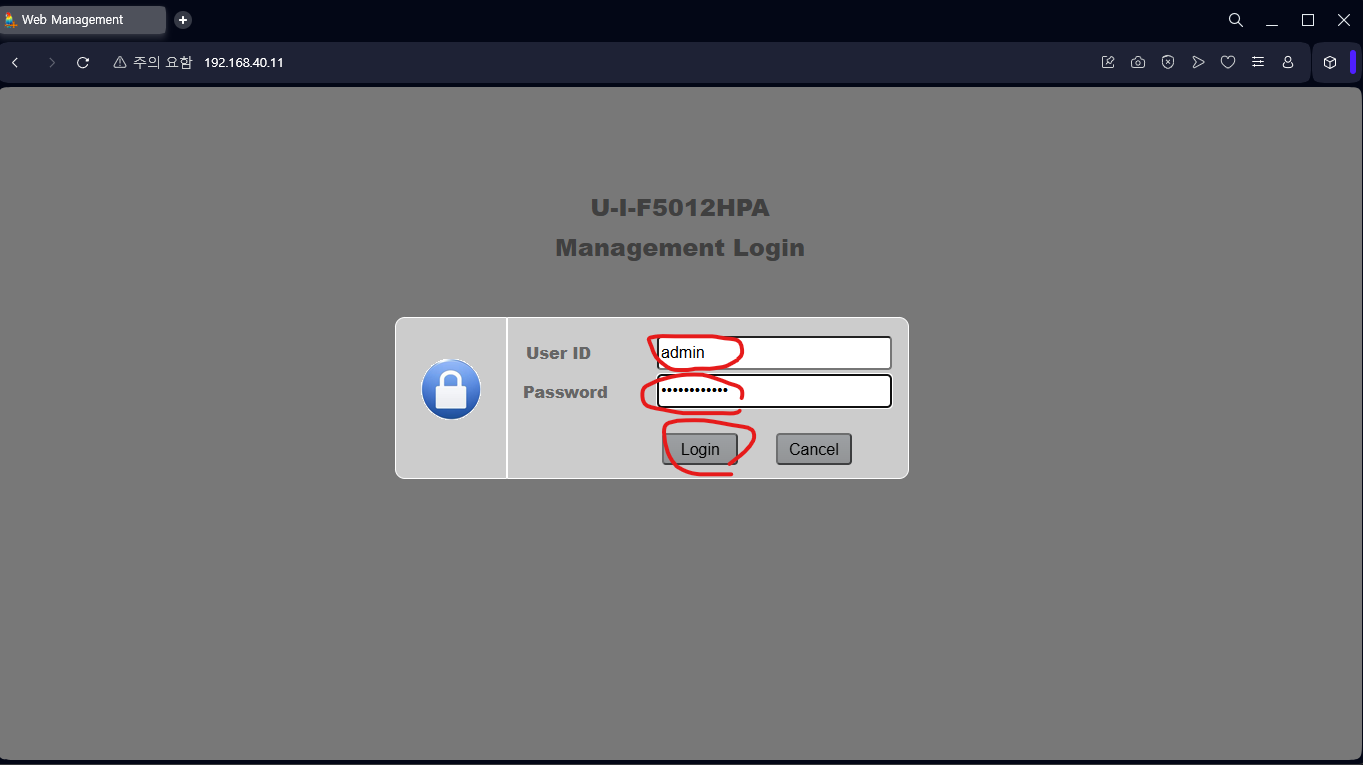 Web Management
주의 요함 192.168.40.11
U-I-F5012HPA
Management Login
User ID admin
Password ••••••••••••
Login Cancel